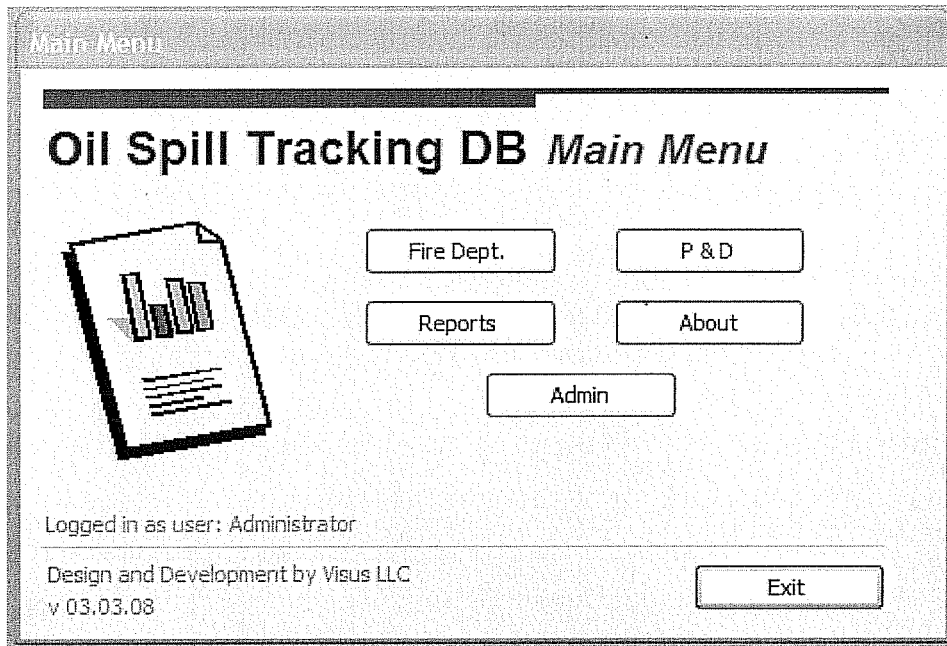 Main Menu
Oil Spill Tracking DB Main Menu
Fire Dept.
P & D
Reports
About
Admin
Logged in as user: Administrator
Design and Development by Visus LLC
v 03.03.08
Exit